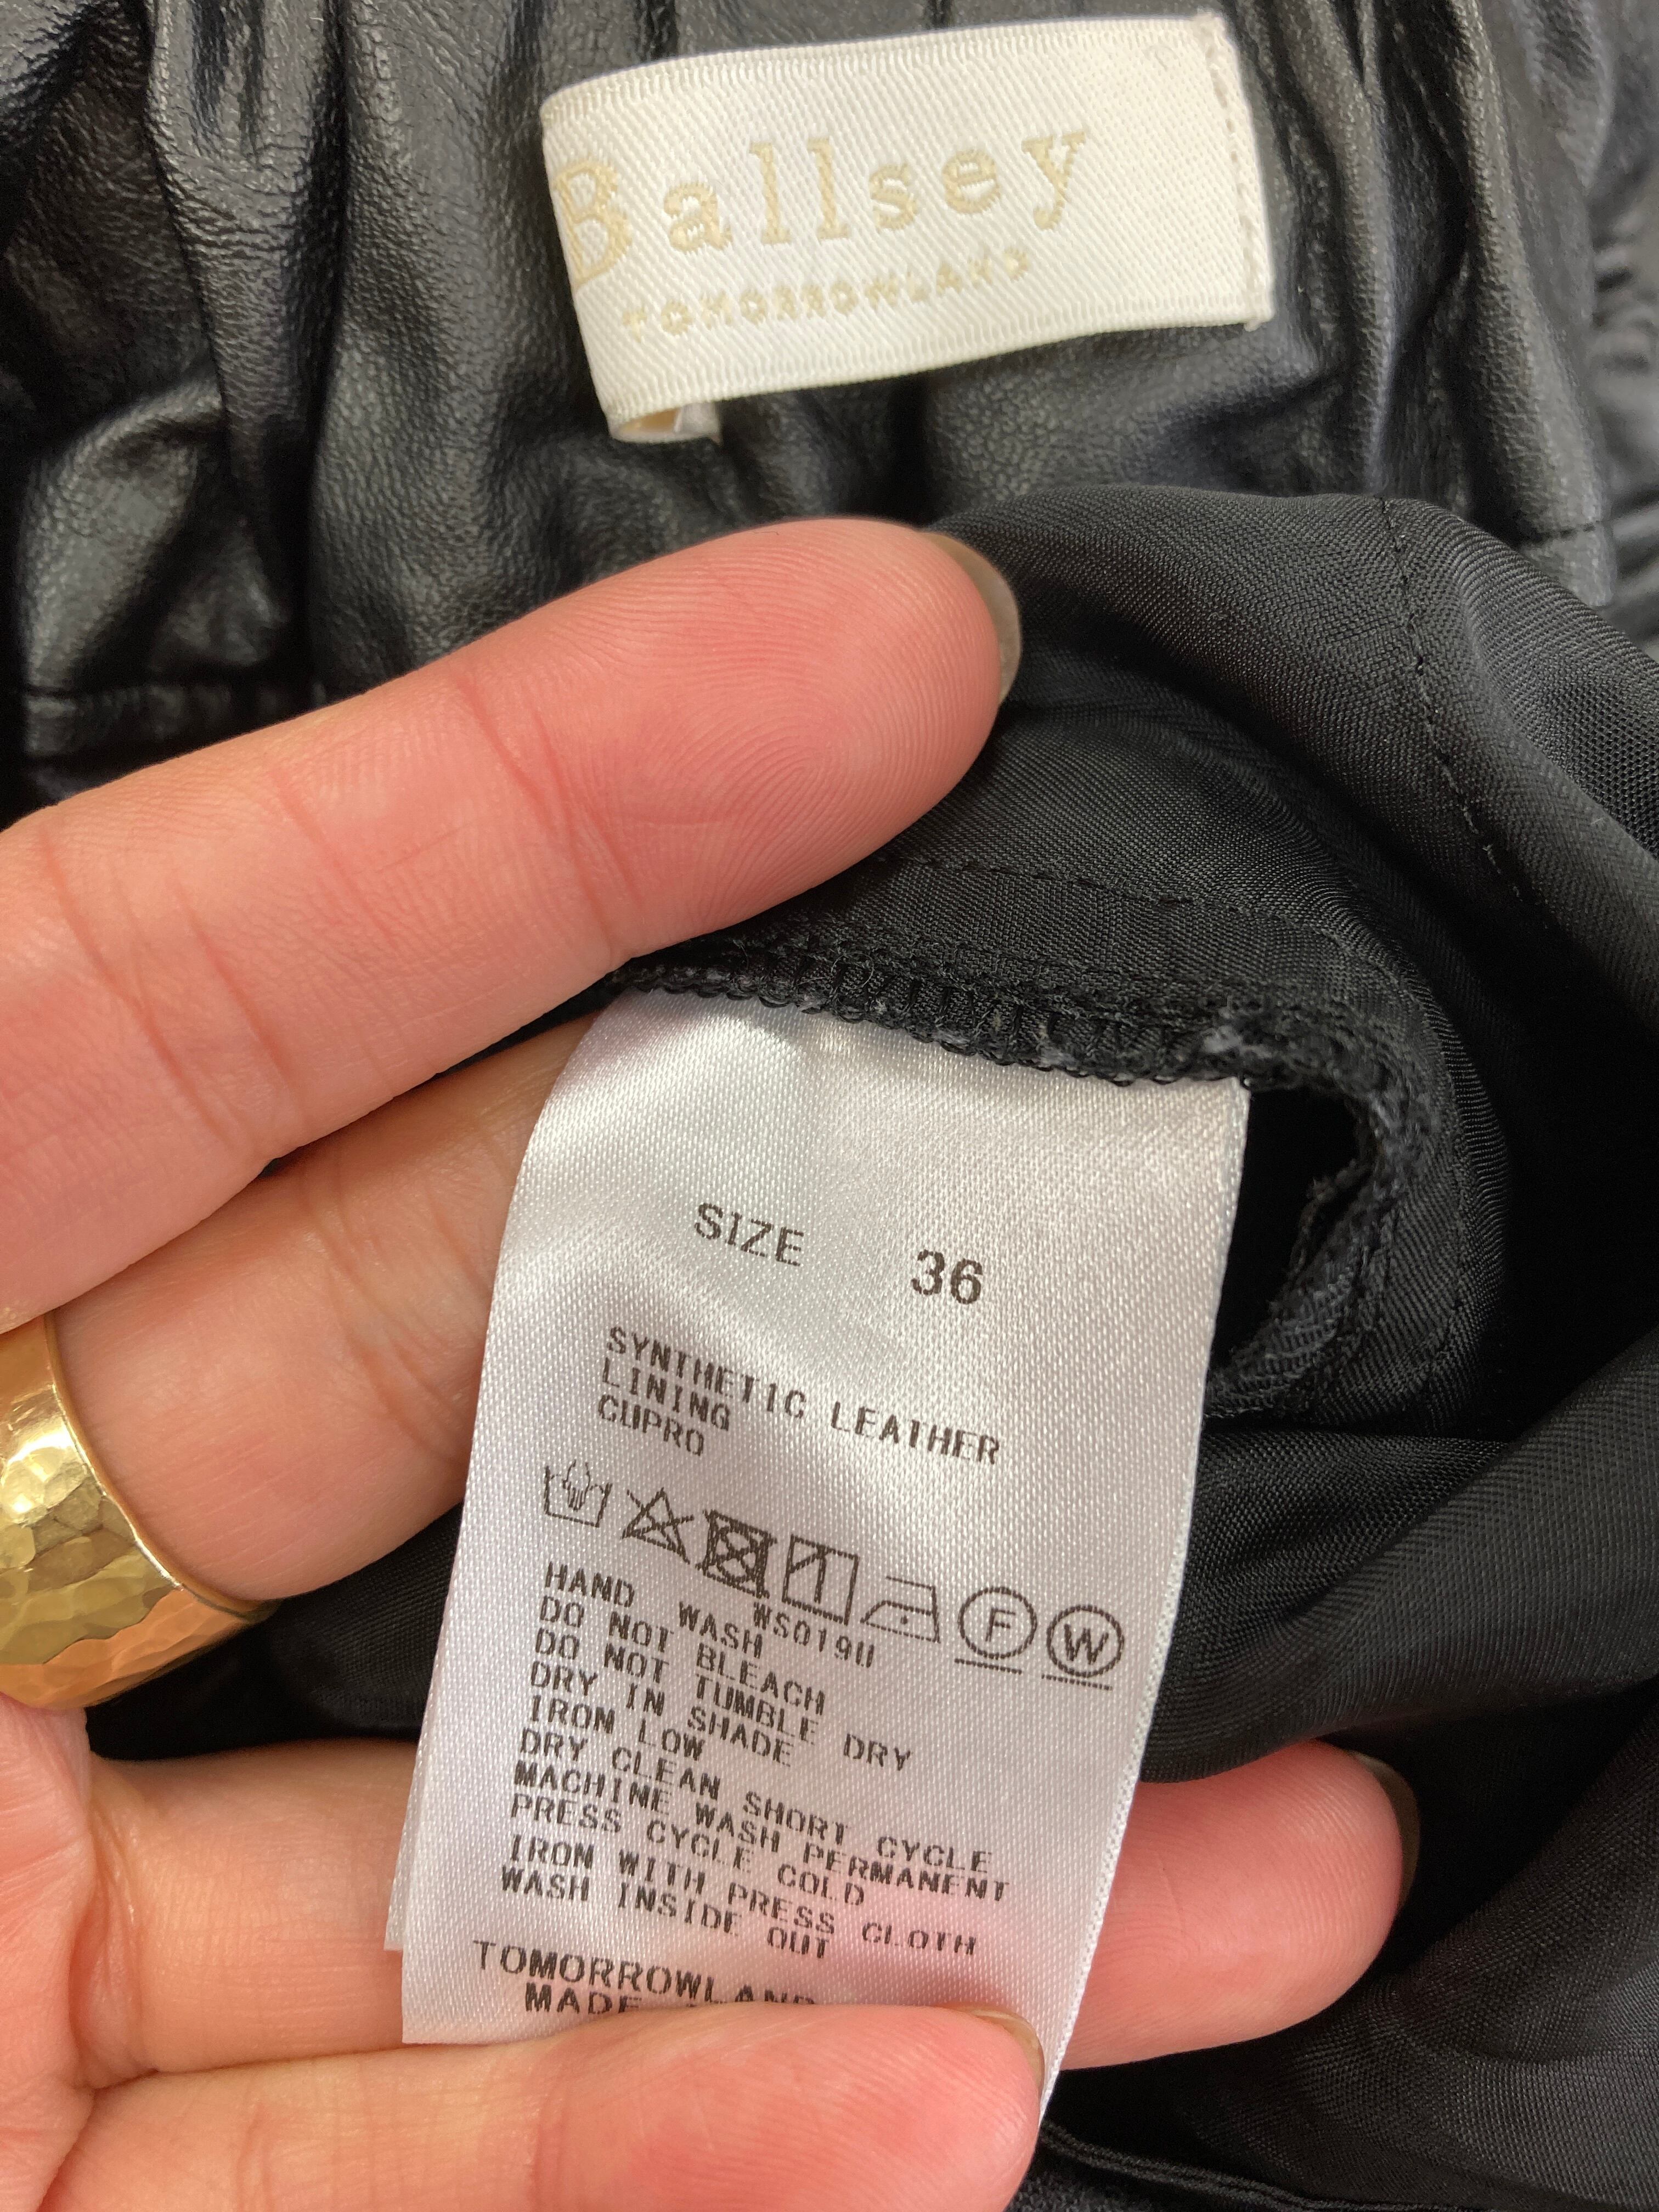 Ballsey
TOMORROWLAND
SIZE 36
SYNTHETIC LEATHER
LINING
CUPRO
F W
WS019U
HAND WASH
DO NOT BLEACH
DO NOT TUMBLE DRY
DRY IN SHADE
IRON LOW
DRY CLEAN SHORT CYCLE
MACHINE WASH PERMANENT
PRESS CYCLE COLD
IRON WITH PRESS CLOTH
WASH INSIDE OUT
TOMORROWLAND
MADE